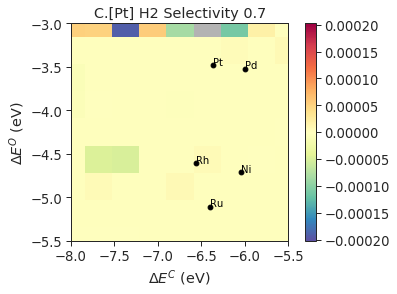 C.[Pt] H2 Selectivity 0.7
−3.0
−3.5
−4.0
−4.5
−5.0
−5.5
ΔE^O (eV)
Pt
Pd
Rh
Ni
Ru
−8.0 −7.5 −7.0 −6.5 −6.0 −5.5
ΔE^C (eV)
0.00020
0.00015
0.00010
0.00005
0.00000
−0.00005
−0.00010
−0.00015
−0.00020